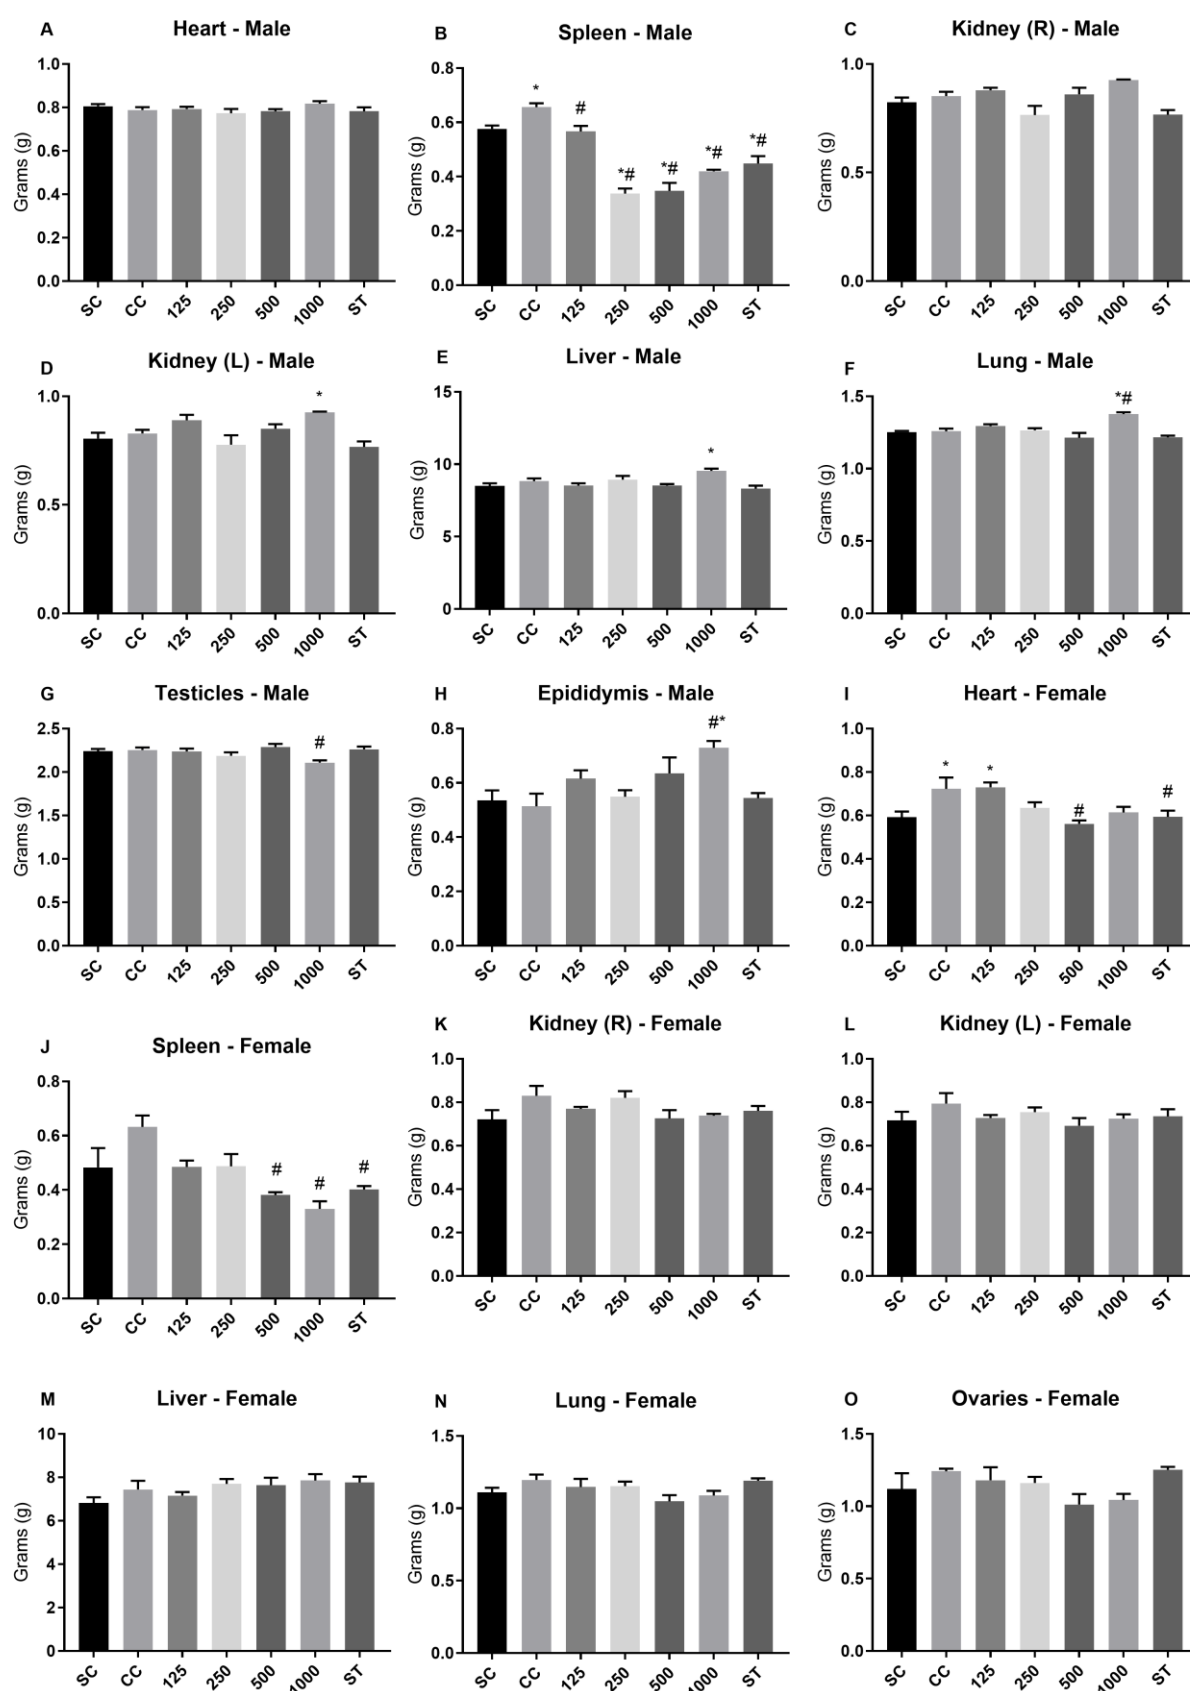 A Heart - Male
Grams (g)
1.0
0.8
0.6
0.4
0.2
0.0
SC CC 125 250 500 1000 ST
B Spleen - Male
Grams (g)
0.8
0.6
0.4
0.2
0.0
* # *# *# *# *#
SC CC 125 250 500 1000 ST
C Kidney (R) - Male
Grams (g)
1.0
0.5
0.0
SC CC 125 250 500 1000 ST
D Kidney (L) - Male
Grams (g)
1.0
0.5
0.0
*
SC CC 125 250 500 1000 ST
E Liver - Male
Grams (g)
15
10
5
0
*
SC CC 125 250 500 1000 ST
F Lung - Male
Grams (g)
1.5
1.0
0.5
0.0
*#
SC CC 125 250 500 1000 ST
G Testicles - Male
Grams (g)
2.5
2.0
1.5
1.0
0.5
0.0
#
SC CC 125 250 500 1000 ST
H Epididymis - Male
Grams (g)
0.8
0.6
0.4
0.2
0.0
#*
SC CC 125 250 500 1000 ST
I Heart - Female
Grams (g)
1.0
0.8
0.6
0.4
0.2
0.0
* * # #
SC CC 125 250 500 1000 ST
J Spleen - Female
Grams (g)
0.8
0.6
0.4
0.2
0.0
# # #
SC CC 125 250 500 1000 ST
K Kidney (R) - Female
Grams (g)
1.0
0.8
0.6
0.4
0.2
0.0
SC CC 125 250 500 1000 ST
L Kidney (L) - Female
Grams (g)
1.0
0.8
0.6
0.4
0.2
0.0
SC CC 125 250 500 1000 ST
M Liver - Female
Grams (g)
10
8
6
4
2
0
SC CC 125 250 500 1000 ST
N Lung - Female
Grams (g)
1.5
1.0
0.5
0.0
SC CC 125 250 500 1000 ST
O Ovaries - Female
Grams (g)
1.5
1.0
0.5
0.0
SC CC 125 250 500 1000 ST